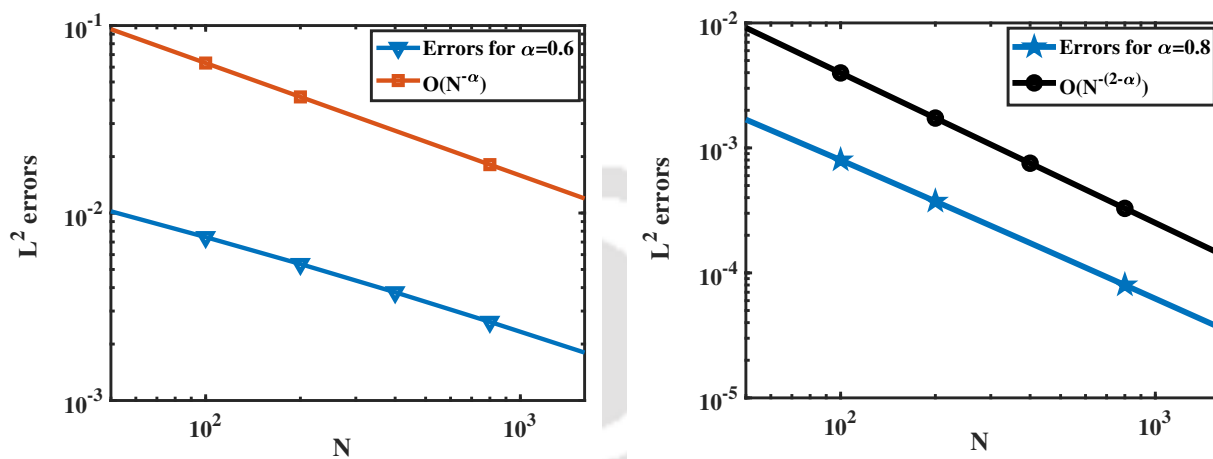 10^-1
10^-2
10^-3
L^2 errors
10^2
10^3
N
Errors for α=0.6
O(N^-α)
10^-2
10^-3
10^-4
10^-5
L^2 errors
10^2
10^3
N
Errors for α=0.8
O(N^-(2-α))